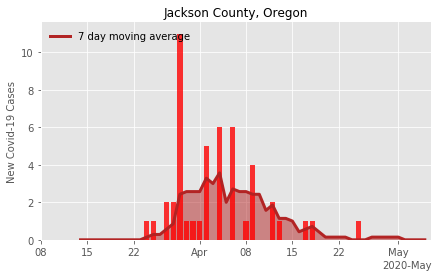 Jackson County, Oregon
7 day moving average
New Covid-19 Cases
10
8
6
4
2
0
08 15 22 Apr 08 15 22 May
2020-May